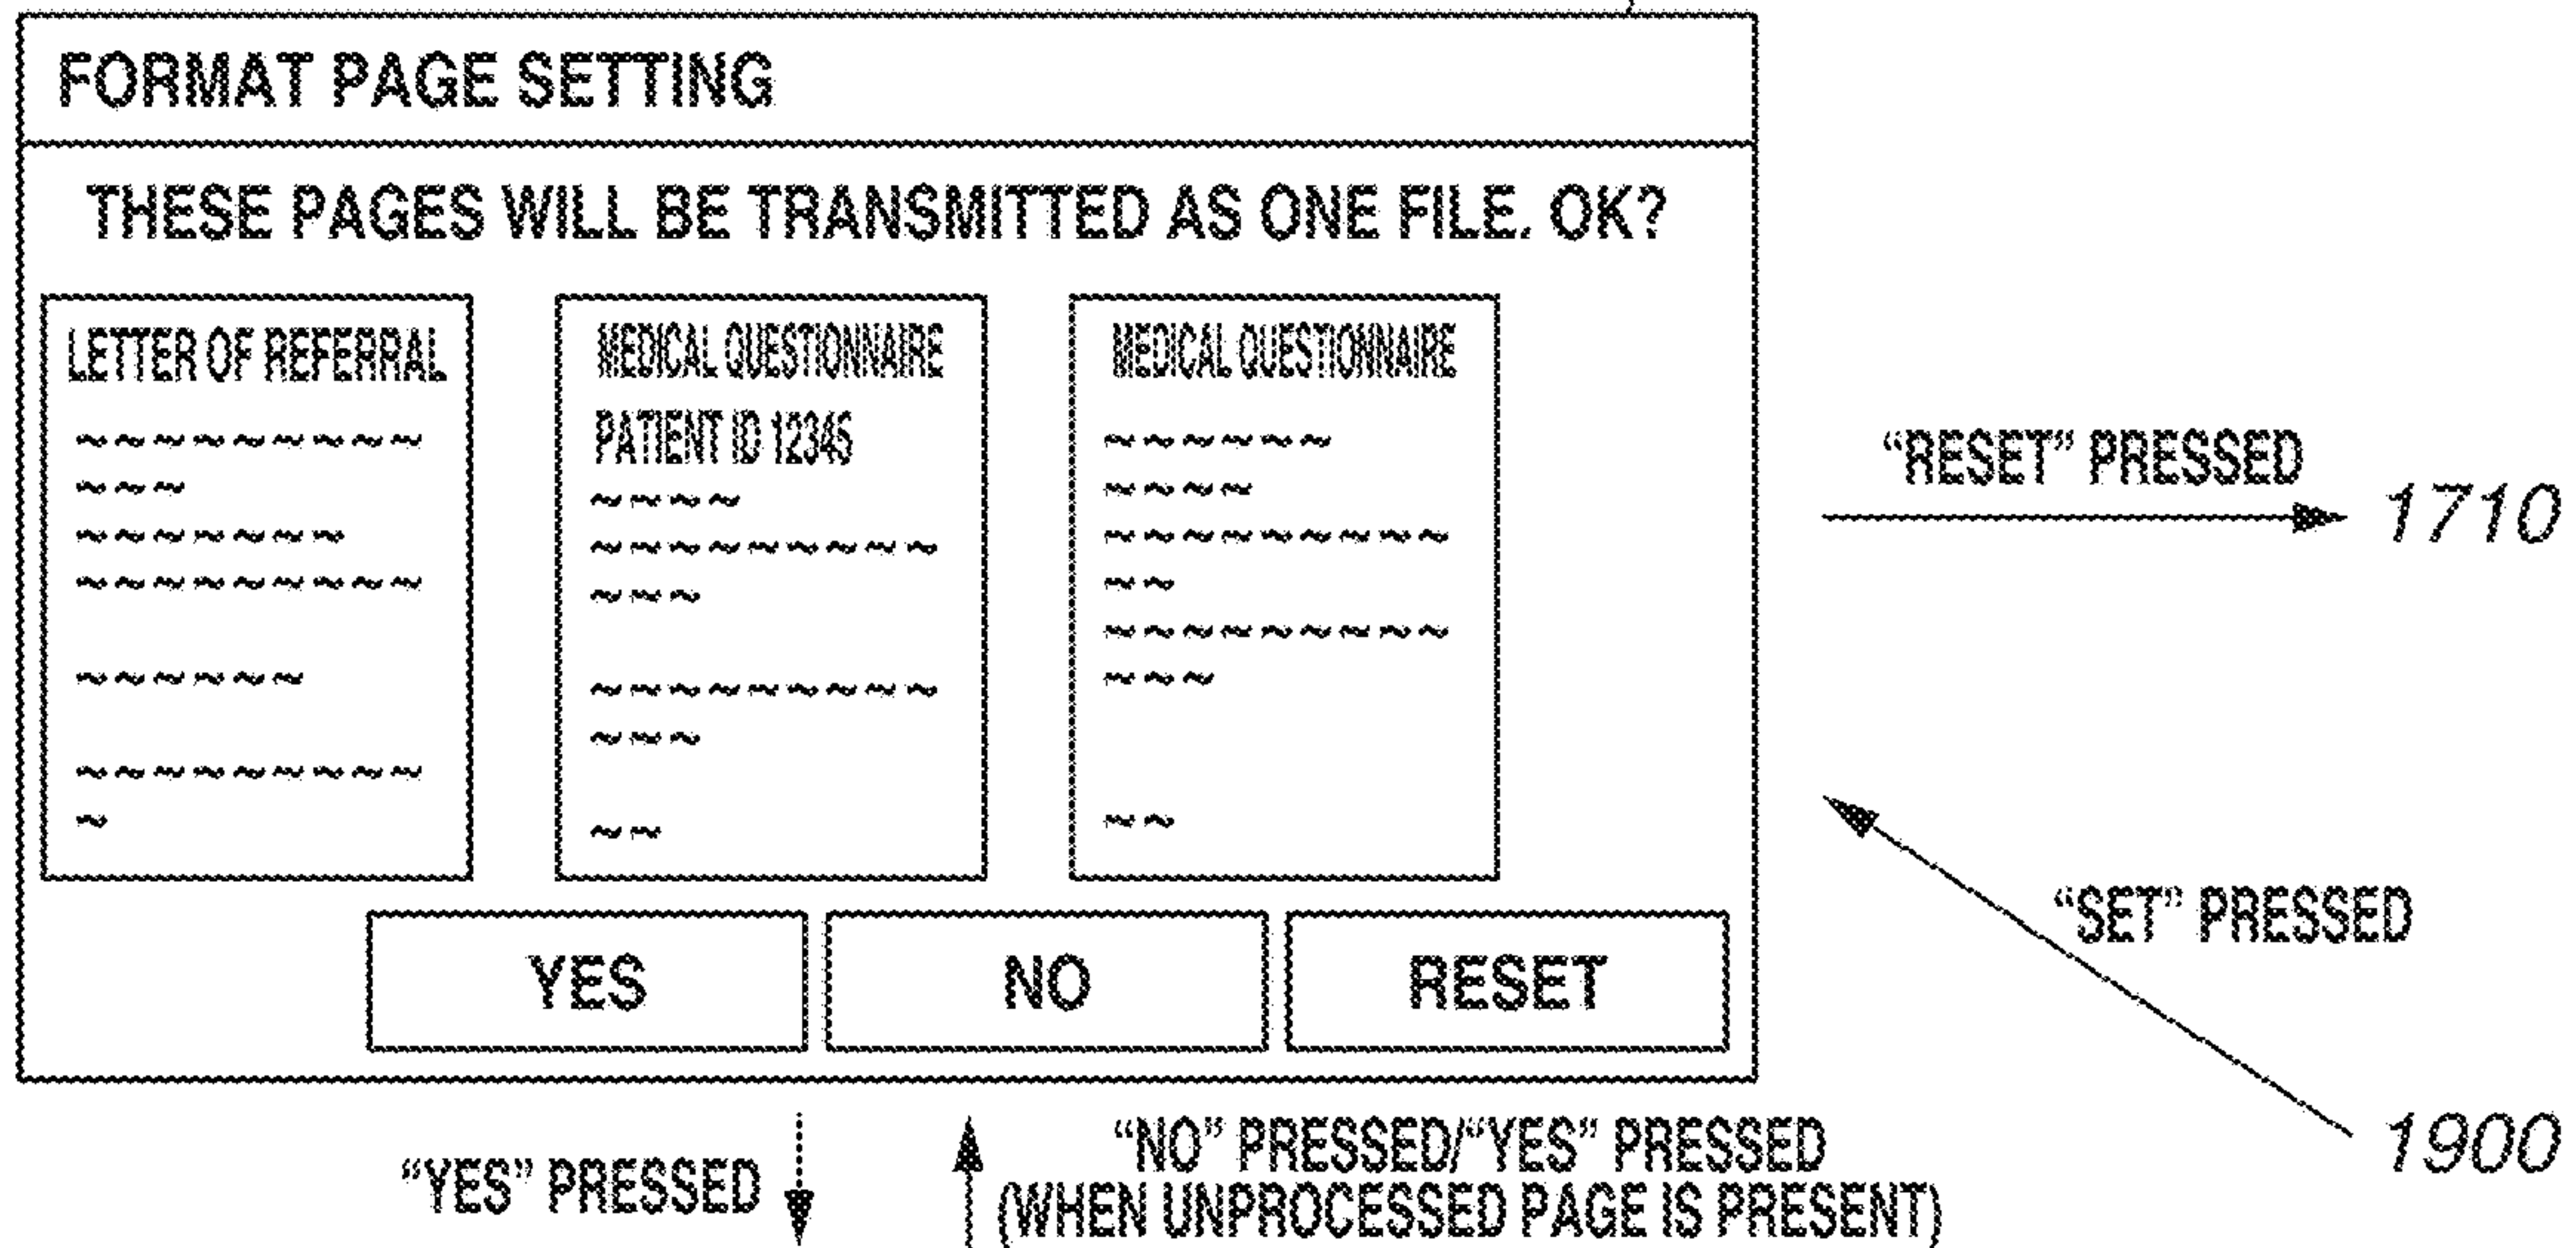 FORMAT PAGE SETTING
THESE PAGES WILL BE TRANSMITTED AS ONE FILE. OK?
LETTER OF REFERRAL
MEDICAL QUESTIONNAIRE
PATIENT ID 12345
MEDICAL QUESTIONNAIRE
YES
NO
RESET
“RESET” PRESSED
1710
“SET” PRESSED
1900
“YES” PRESSED
“NO” PRESSED/“YES” PRESSED
(WHEN UNPROCESSED PAGE IS PRESENT)